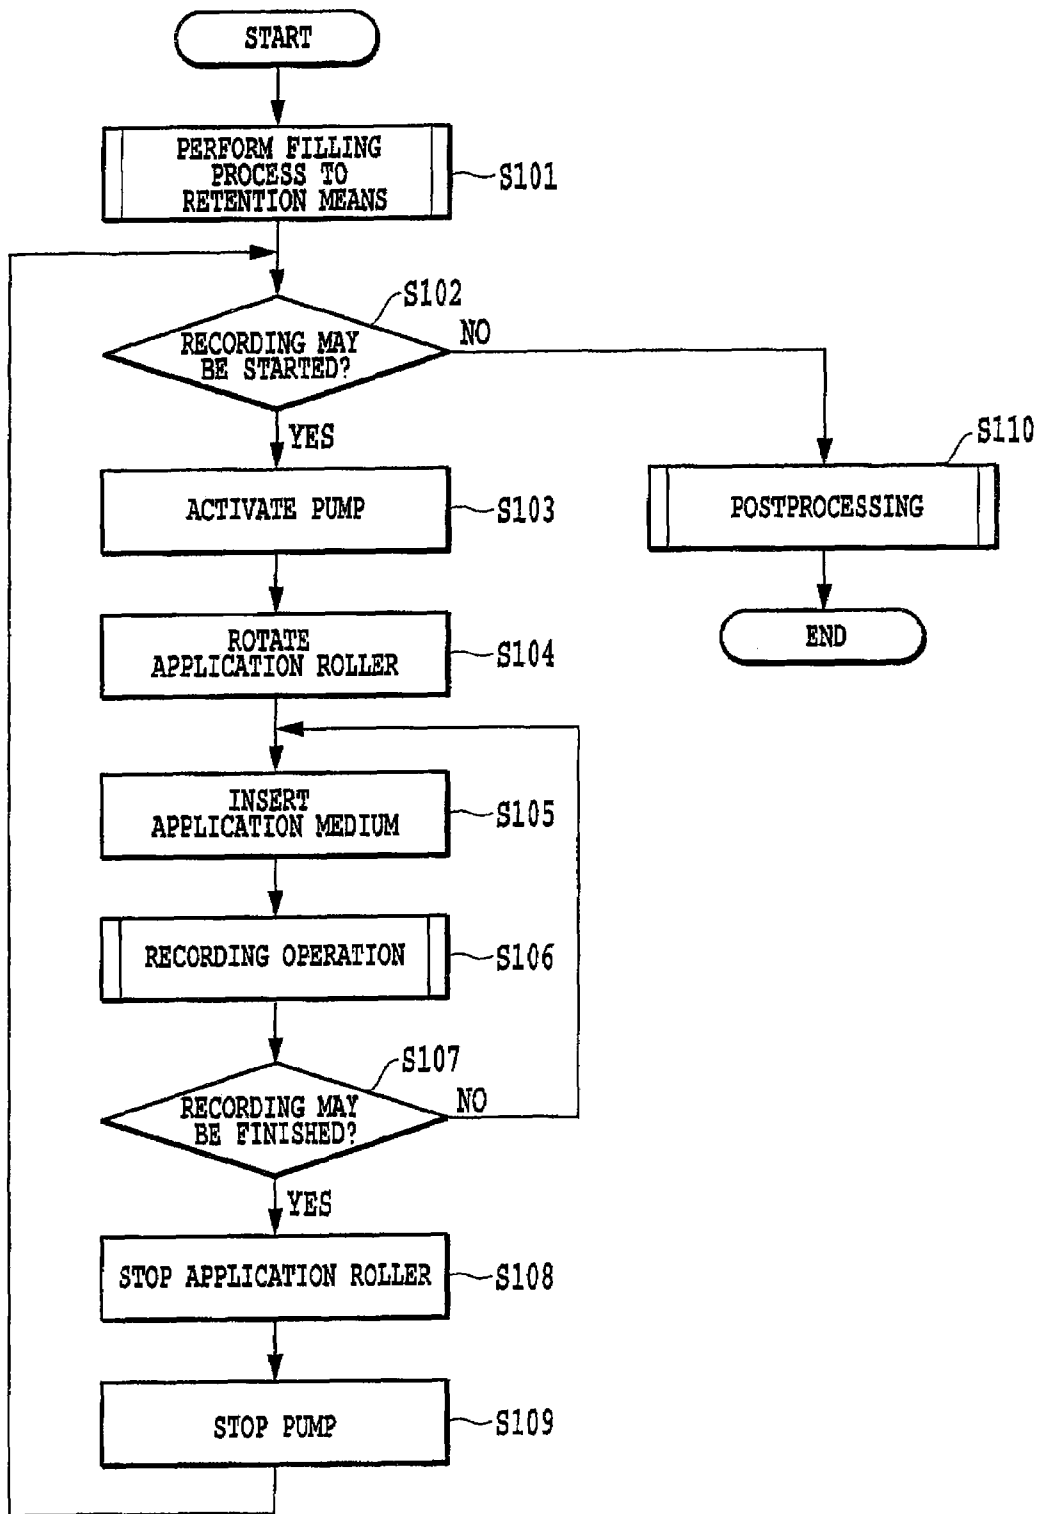 START
PERFORM FILLING
PROCESS TO
RETENTION MEANS
S101
S102
RECORDING MAY
BE STARTED?
NO
YES
S110
ACTIVATE PUMP
S103
POSTPROCESSING
ROTATE
APPLICATION ROLLER
S104
END
INSERT
APPLICATION MEDIUM
S105
RECORDING OPERATION
S106
S107
RECORDING MAY
BE FINISHED?
NO
YES
STOP APPLICATION ROLLER
S108
STOP PUMP
S109